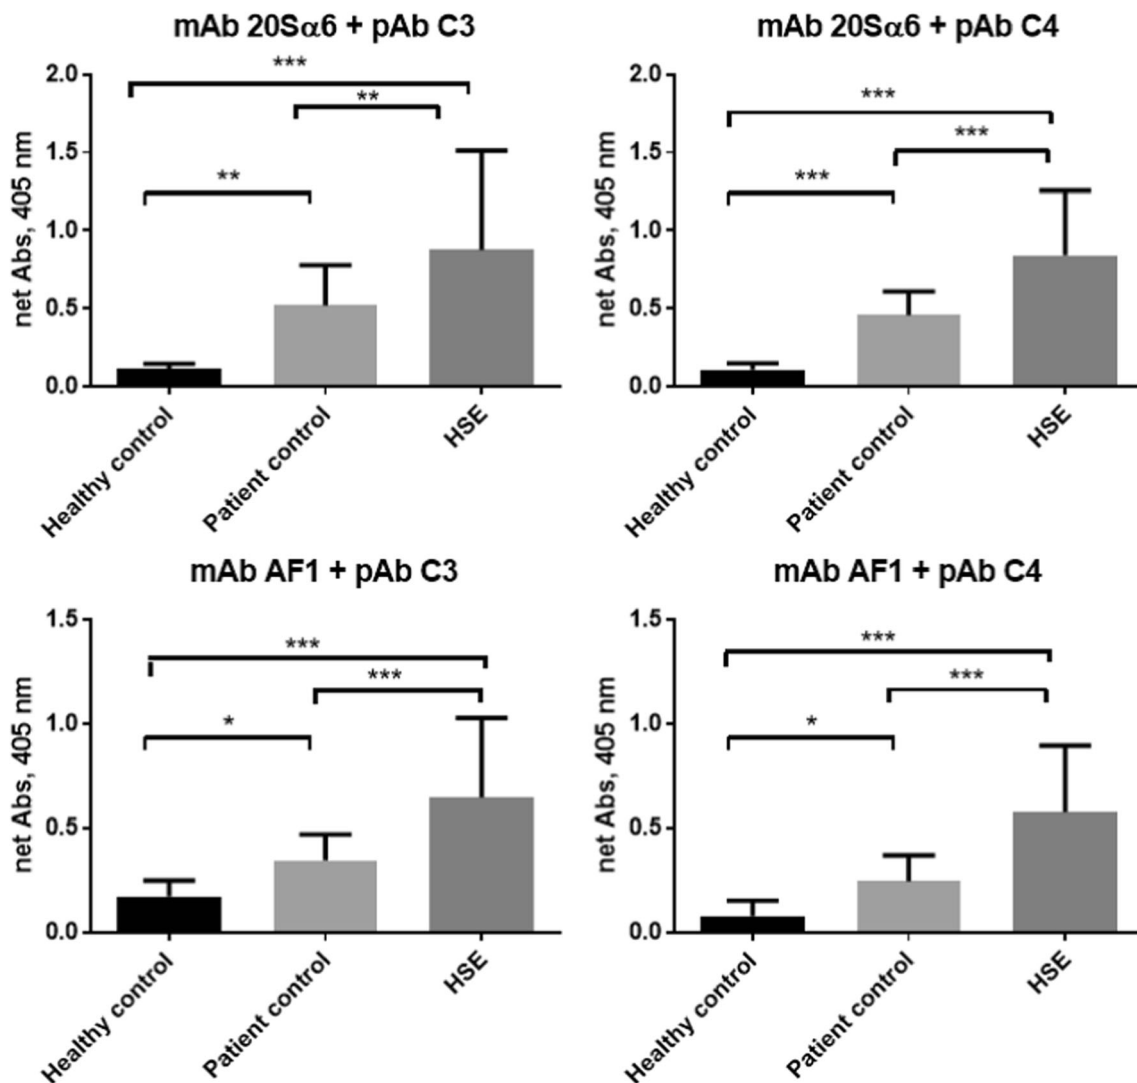 mAb 20Sα6 + pAb C3
***
**
**
net Abs, 405 nm
2.0
1.5
1.0
0.5
0.0
Healthy control
Patient control
HSE
mAb 20Sα6 + pAb C4
***
***
***
net Abs, 405 nm
2.0
1.5
1.0
0.5
0.0
Healthy control
Patient control
HSE
mAb AF1 + pAb C3
***
***
*
net Abs, 405 nm
1.5
1.0
0.5
0.0
Healthy control
Patient control
HSE
mAb AF1 + pAb C4
***
***
*
net Abs, 405 nm
1.5
1.0
0.5
0.0
Healthy control
Patient control
HSE